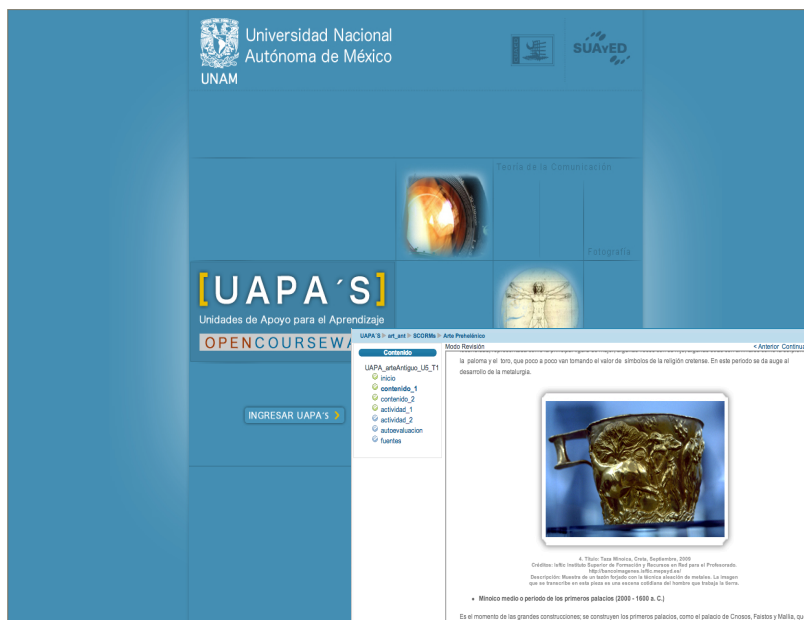 Universidad Nacional
Autónoma de México
UNAM
SUAyED
Teoría de la Comunicación
Fotografía
[UAPA´S]
Unidades de Apoyo para el Aprendizaje
OPENCOURSEWA
INGRESAR UAPA'S >
UAPA´S ▷ art_ant ▷ SCORMs ▷ Arte Prehelénico
Contenido
UAPA_arteAntiguo_U5_T1
inicio
contenido_1
contenido_2
actividad_1
actividad_2
autoevaluacion
fuentes
Modo Revisión
< Anterior Continua
la paloma y el toro, que poco a poco van tomando el valor de símbolos de la religión cretense. En este periodo se da auge al
desarrollo de la metalurgia.
4. Título: Taza Minoica, Creta, Septiembre, 2009
Créditos: Isftic Instituto Superior de Formación y Recursos en Red para el Profesorado.
http://bancoimagenes.isftic.mepsyd.es/
Descripción: Muestra de un tazón forjado con la técnica aleación de metales. La imagen
que se transcribe en esta pieza es una escena cotidiana del hombre que trabaja la tierra.
• Minoico medio o período de los primeros palacios (2000 - 1600 a. C.)
Es el momento de las grandes construcciones; se construyen los primeros palacios, como el palacio de Cnosos, Faistos y Mallia, qu